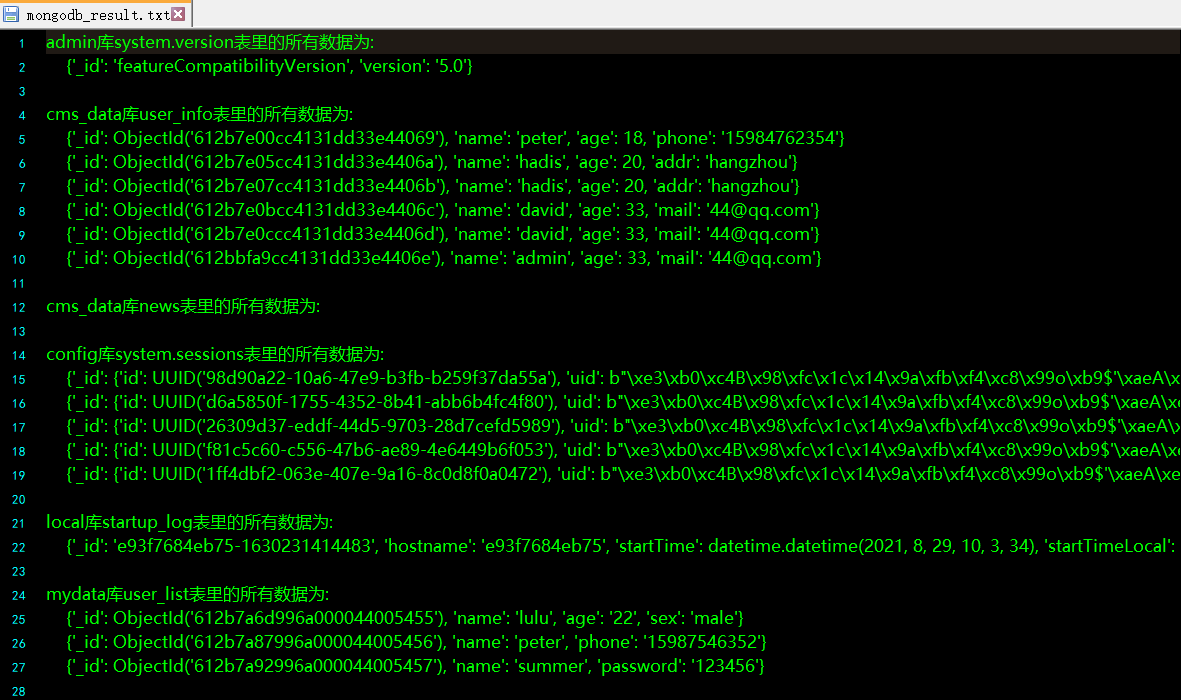 mongodb_result.txt
1 admin库system.version表里的所有数据为:
2 {'_id': 'featureCompatibilityVersion', 'version': '5.0'}
3
4 cms_data库user_info表里的所有数据为:
5 {'_id': ObjectId('612b7e00cc4131dd33e44069'), 'name': 'peter', 'age': 18, 'phone': '15984762354'}
6 {'_id': ObjectId('612b7e05cc4131dd33e4406a'), 'name': 'hadis', 'age': 20, 'addr': 'hangzhou'}
7 {'_id': ObjectId('612b7e07cc4131dd33e4406b'), 'name': 'hadis', 'age': 20, 'addr': 'hangzhou'}
8 {'_id': ObjectId('612b7e0bcc4131dd33e4406c'), 'name': 'david', 'age': 33, 'mail': '44@qq.com'}
9 {'_id': ObjectId('612b7e0ccc4131dd33e4406d'), 'name': 'david', 'age': 33, 'mail': '44@qq.com'}
10 {'_id': ObjectId('612bbfa9cc4131dd33e4406e'), 'name': 'admin', 'age': 33, 'mail': '44@qq.com'}
11
12 cms_data库news表里的所有数据为:
13
14 config库system.sessions表里的所有数据为:
15 {'_id': {'id': UUID('98d90a22-10a6-47e9-b3fb-b259f37da55a'), 'uid': b"\xe3\xb0\xc4B\x98\xfc\x1c\x14\x9a\xfb\xf4\xc8\x99o\xb9$'\xaeA\x
16 {'_id': {'id': UUID('d6a5850f-1755-4352-8b41-abb6b4fc4f80'), 'uid': b"\xe3\xb0\xc4B\x98\xfc\x1c\x14\x9a\xfb\xf4\xc8\x99o\xb9$'\xaeA\x
17 {'_id': {'id': UUID('26309d37-eddf-44d5-9703-28d7cefd5989'), 'uid': b"\xe3\xb0\xc4B\x98\xfc\x1c\x14\x9a\xfb\xf4\xc8\x99o\xb9$'\xaeA\x
18 {'_id': {'id': UUID('f81c5c60-c556-47b6-ae89-4e6449b6f053'), 'uid': b"\xe3\xb0\xc4B\x98\xfc\x1c\x14\x9a\xfb\xf4\xc8\x99o\xb9$'\xaeA\x
19 {'_id': {'id': UUID('1ff4dbf2-063e-407e-9a16-8c0d8f0a0472'), 'uid': b"\xe3\xb0\xc4B\x98\xfc\x1c\x14\x9a\xfb\xf4\xc8\x99o\xb9$'\xaeA\xe
20
21 local库startup_log表里的所有数据为:
22 {'_id': 'e93f7684eb75-1630231414483', 'hostname': 'e93f7684eb75', 'startTime': datetime.datetime(2021, 8, 29, 10, 3, 34), 'startTimeLocal':
23
24 mydata库user_list表里的所有数据为:
25 {'_id': ObjectId('612b7a6d996a000044005455'), 'name': 'lulu', 'age': '22', 'sex': 'male'}
26 {'_id': ObjectId('612b7a87996a000044005456'), 'name': 'peter', 'phone': '15987546352'}
27 {'_id': ObjectId('612b7a92996a000044005457'), 'name': 'summer', 'password': '123456'}
28